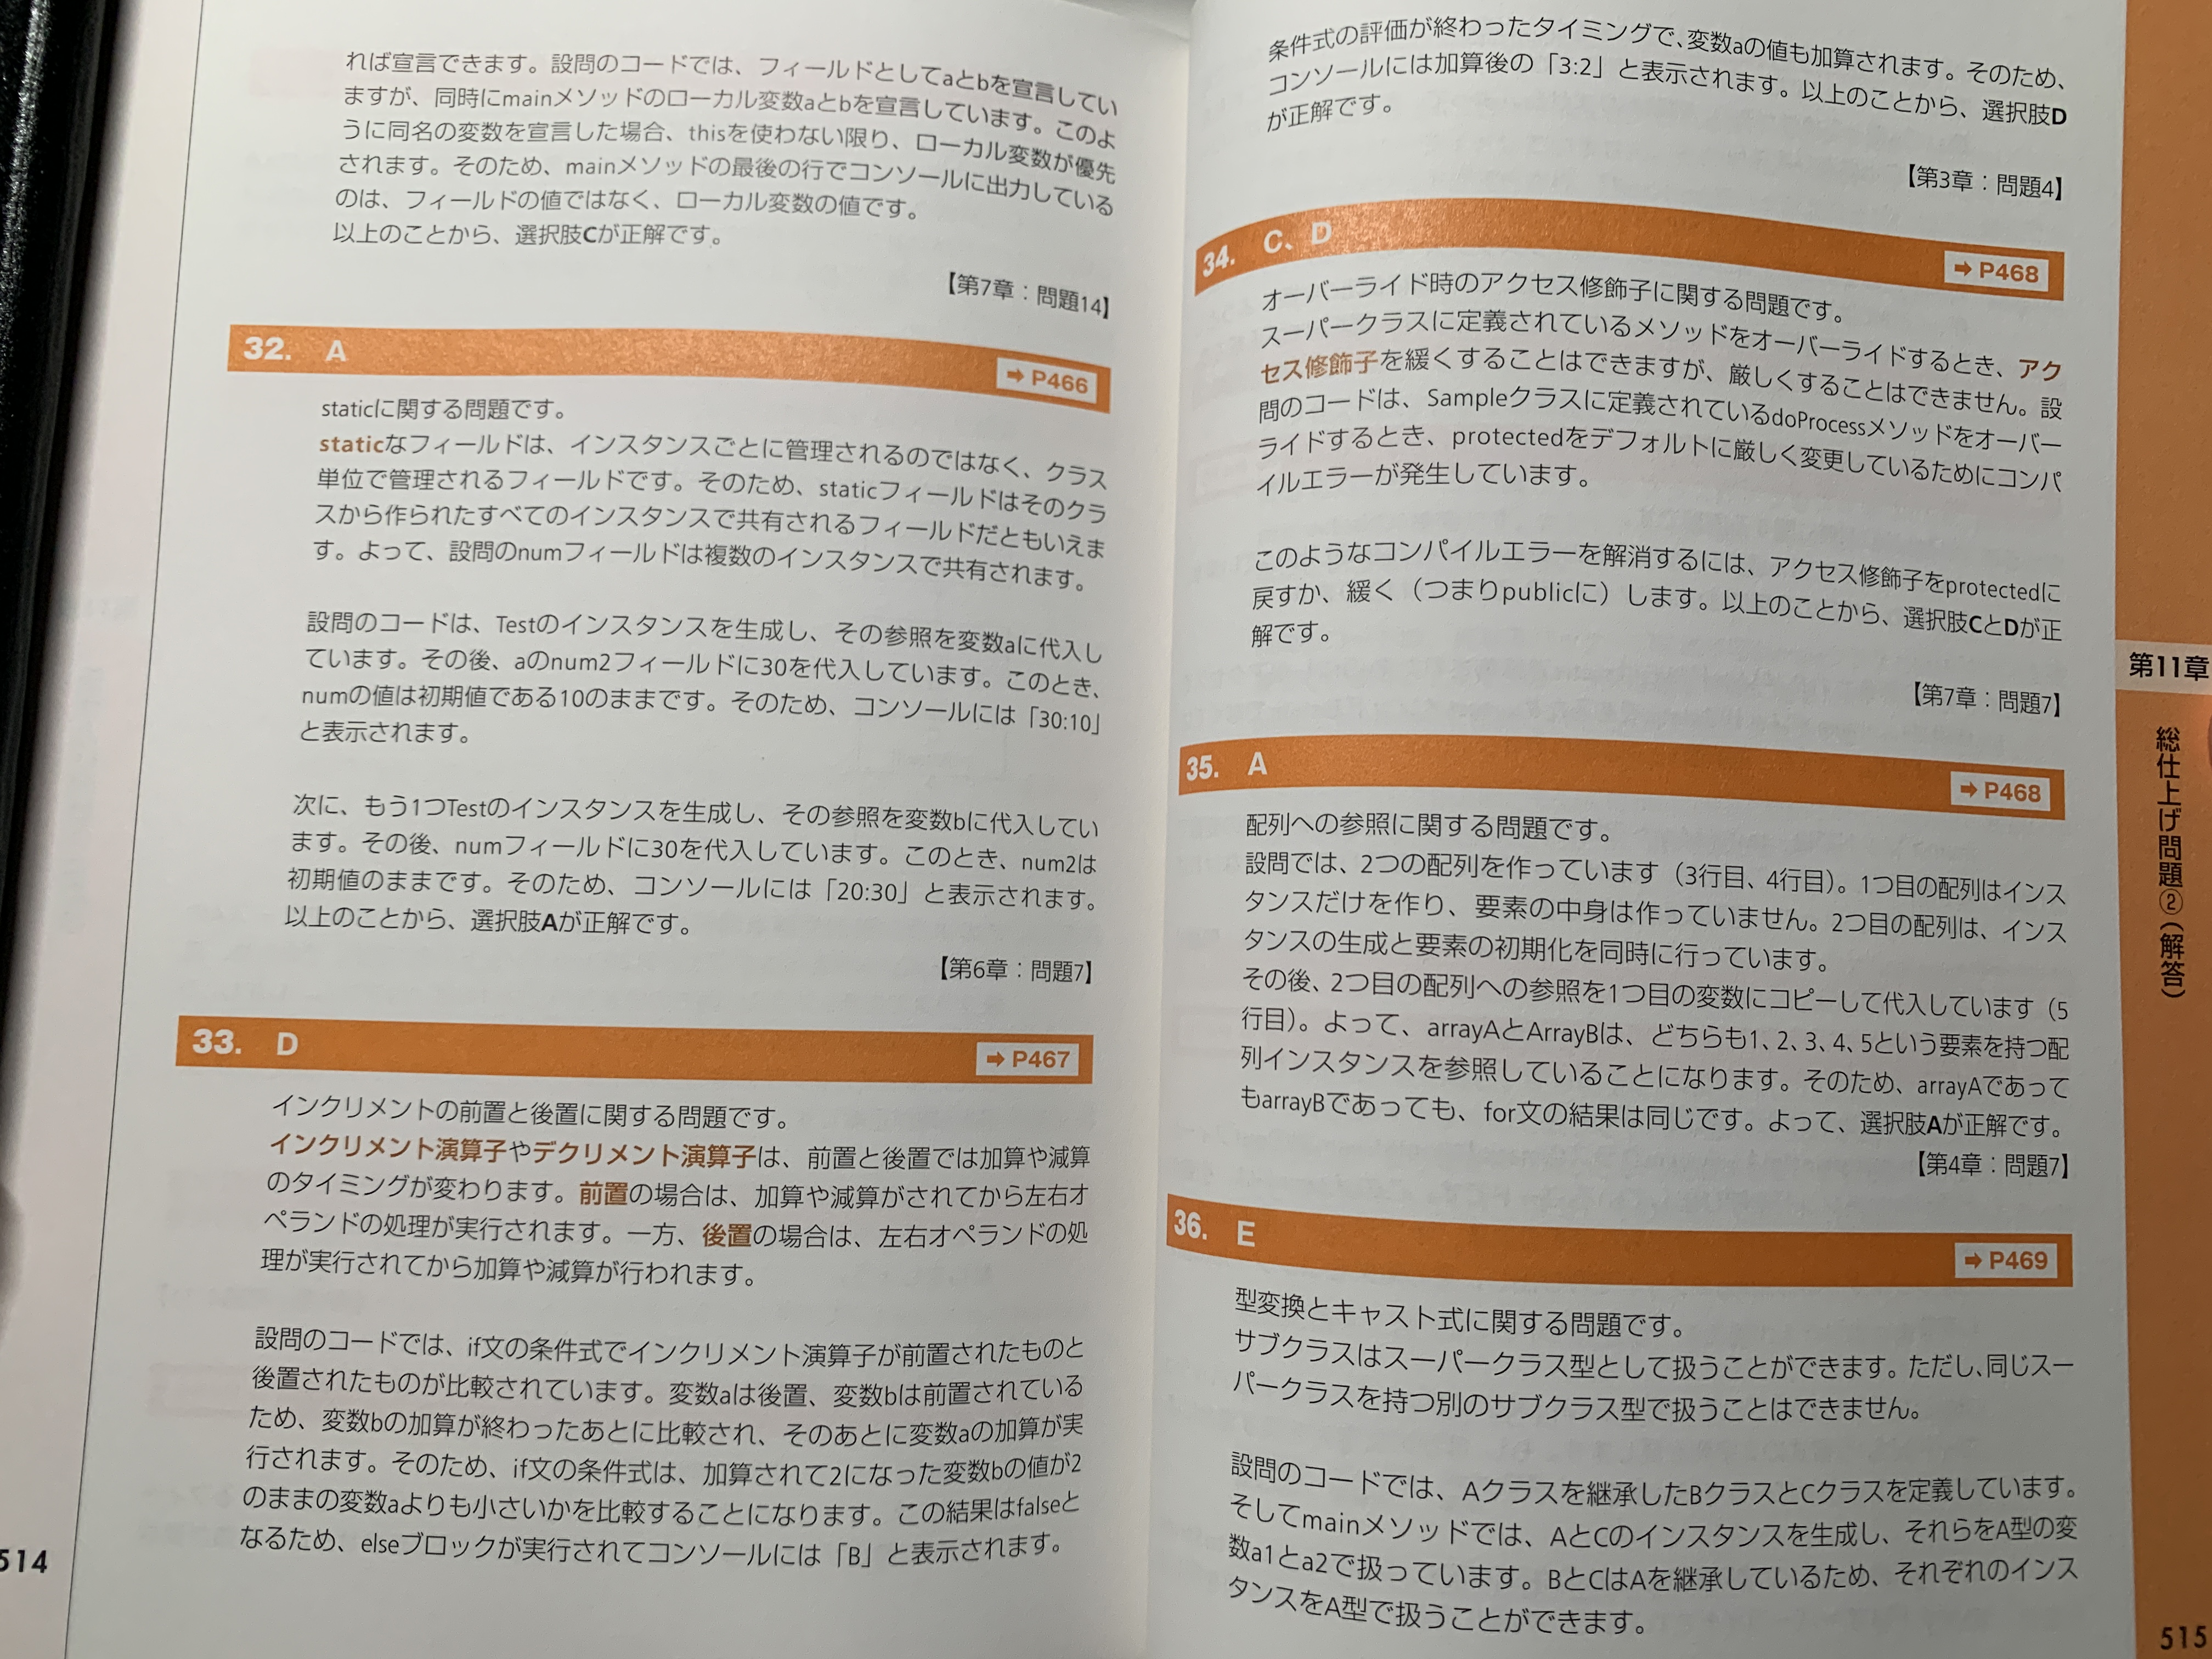 れば宣言できます。設問のコードでは、フィールドとしてaとbを宣言してい
ますが、同時にmainメソッドのローカル変数aとbを宣言しています。このよ
うに同名の変数を宣言した場合、thisを使わない限り、ローカル変数が優先
されます。そのため、mainメソッドの最後の行でコンソールに出力している
のは、フィールドの値ではなく、ローカル変数の値です。
以上のことから、選択肢Cが正解です。
【第7章：問題14】
32. A
➡ P466
staticに関する問題です。
staticなフィールドは、インスタンスごとに管理されるのではなく、クラス
単位で管理されるフィールドです。そのため、staticフィールドはそのクラ
スから作られたすべてのインスタンスで共有されるフィールドだともいえま
す。よって、設問のnumフィールドは複数のインスタンスで共有されます。
設問のコードは、Testのインスタンスを生成し、その参照を変数aに代入し
ています。その後、aのnum2フィールドに30を代入しています。このとき、
numの値は初期値である10のままです。そのため、コンソールには「30:10」
と表示されます。
次に、もう1つTestのインスタンスを生成し、その参照を変数bに代入してい
ます。その後、numフィールドに30を代入しています。このとき、num2は
初期値のままです。そのため、コンソールには「20:30」と表示されます。
以上のことから、選択肢Aが正解です。
【第6章：問題7】
33. D
➡ P467
インクリメントの前置と後置に関する問題です。
インクリメント演算子やデクリメント演算子は、前置と後置では加算や減算
のタイミングが変わります。前置の場合は、加算や減算がされてから左右オ
ペランドの処理が実行されます。一方、後置の場合は、左右オペランドの処
理が実行されてから加算や減算が行われます。
設問のコードでは、if文の条件式でインクリメント演算子が前置されたものと
後置されたものが比較されています。変数aは後置、変数bは前置されている
ため、変数bの加算が終わったあとに比較され、そのあとに変数aの加算が実
行されます。そのため、if文の条件式は、加算されて2になった変数bの値が2
のままの変数aよりも小さいかを比較することになります。この結果はfalseと
なるため、elseブロックが実行されてコンソールには「B」と表示されます。
514
条件式の評価が終わったタイミングで、変数aの値も加算されます。そのため、
コンソールには加算後の「3:2」と表示されます。以上のことから、選択肢D
が正解です。
【第3章：問題4】
34. C、D
➡ P468
オーバーライド時のアクセス修飾子に関する問題です。
スーパークラスに定義されているメソッドをオーバーライドするとき、アク
セス修飾子を緩くすることはできますが、厳しくすることはできません。設
問のコードは、Sampleクラスに定義されているdoProcessメソッドをオーバー
ライドするとき、protectedをデフォルトに厳しく変更しているためにコンパ
イルエラーが発生しています。
このようなコンパイルエラーを解消するには、アクセス修飾子をprotectedに
戻すか、緩く（つまりpublicに）します。以上のことから、選択肢CとDが正
解です。
【第7章：問題7】
35. A
➡ P468
配列への参照に関する問題です。
設問では、2つの配列を作っています（3行目、4行目）。1つ目の配列はインス
タンスだけを作り、要素の中身は作っていません。2つ目の配列は、インス
タンスの生成と要素の初期化を同時に行っています。
その後、2つ目の配列への参照を1つ目の変数にコピーして代入しています（5
行目）。よって、arrayAとArrayBは、どちらも1、2、3、4、5という要素を持つ配
列インスタンスを参照していることになります。そのため、arrayAであって
もarrayBであっても、for文の結果は同じです。よって、選択肢Aが正解です。
【第4章：問題7】
36. E
➡ P469
型変換とキャスト式に関する問題です。
サブクラスはスーパークラス型として扱うことができます。ただし、同じスー
パークラスを持つ別のサブクラス型で扱うことはできません。
設問のコードでは、Aクラスを継承したBクラスとCクラスを定義しています。
そしてmainメソッドでは、AとCのインスタンスを生成し、それらをA型の変
数a1とa2で扱っています。BとCはAを継承しているため、それぞれのインス
タンスをA型で扱うことができます。
第11章
総仕上げ問題②（解答）
515